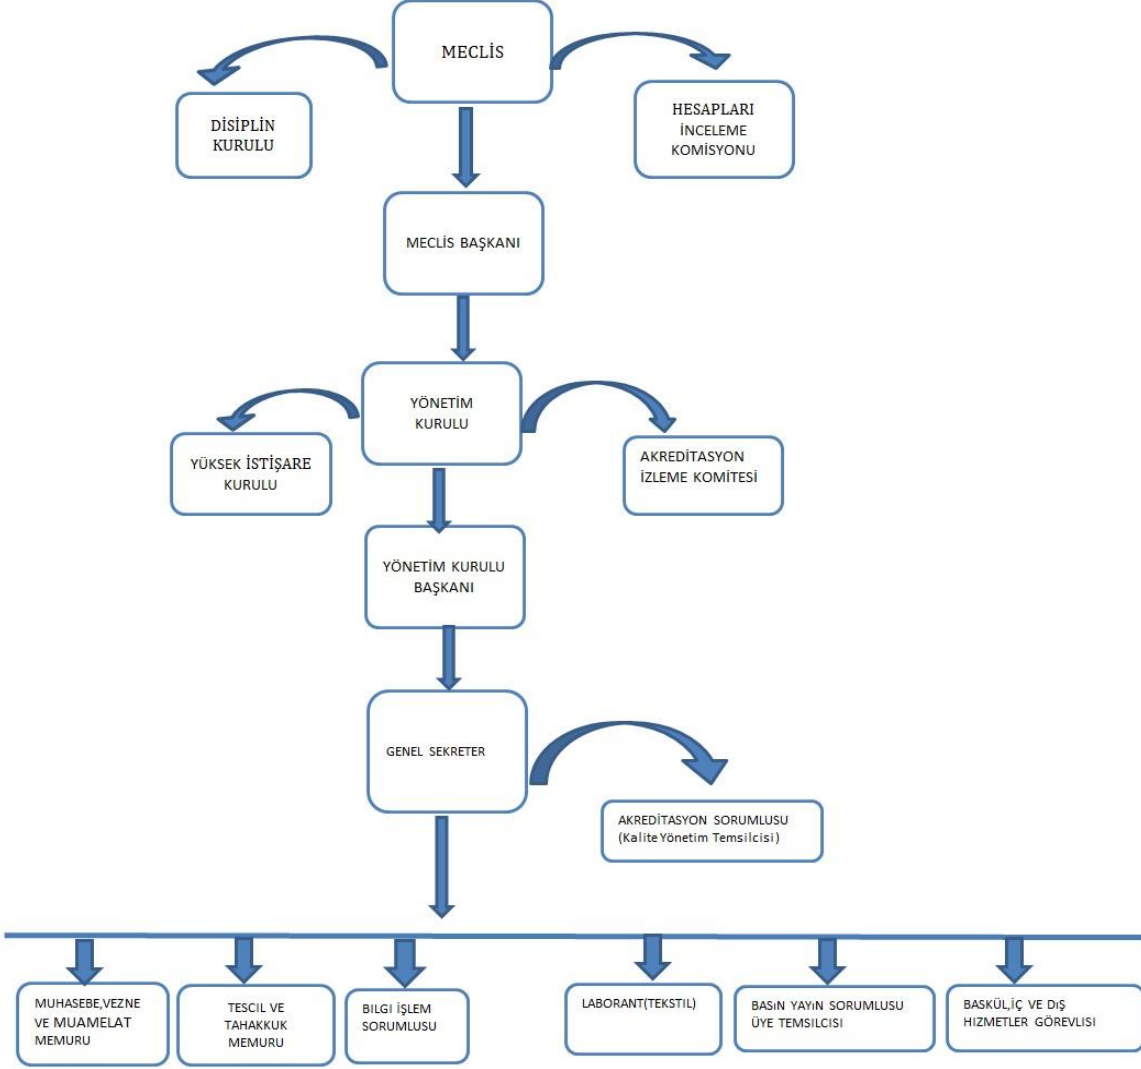 MECLİS
DİSİPLİN
KURULU
HESAPLARI
İNCELEME
KOMİSYONU
MECLİS BAŞKANI
YÖNETİM
KURULU
YÜKSEK İSTİŞARE
KURULU
AKREDİTASYON
İZLEME KOMİTESİ
YÖNETİM KURULU
BAŞKANI
GENEL SEKRETER
AKREDİTASYON SORUMLUSU
(Kalite Yönetim Temsilcisi)
MUHASEBE,VEZNE
VE MUAMELAT
MEMURU
TESCIL VE
TAHAKKUK
MEMURU
BILGI İŞLEM
SORUMLUSU
LABORANT(TEKSTIL)
BASıN YAYıN SORUMLUSU
ÜYE TEMSILCISI
BASKÜL,İÇ VE DıŞ
HIZMETLER GÖREVLISI